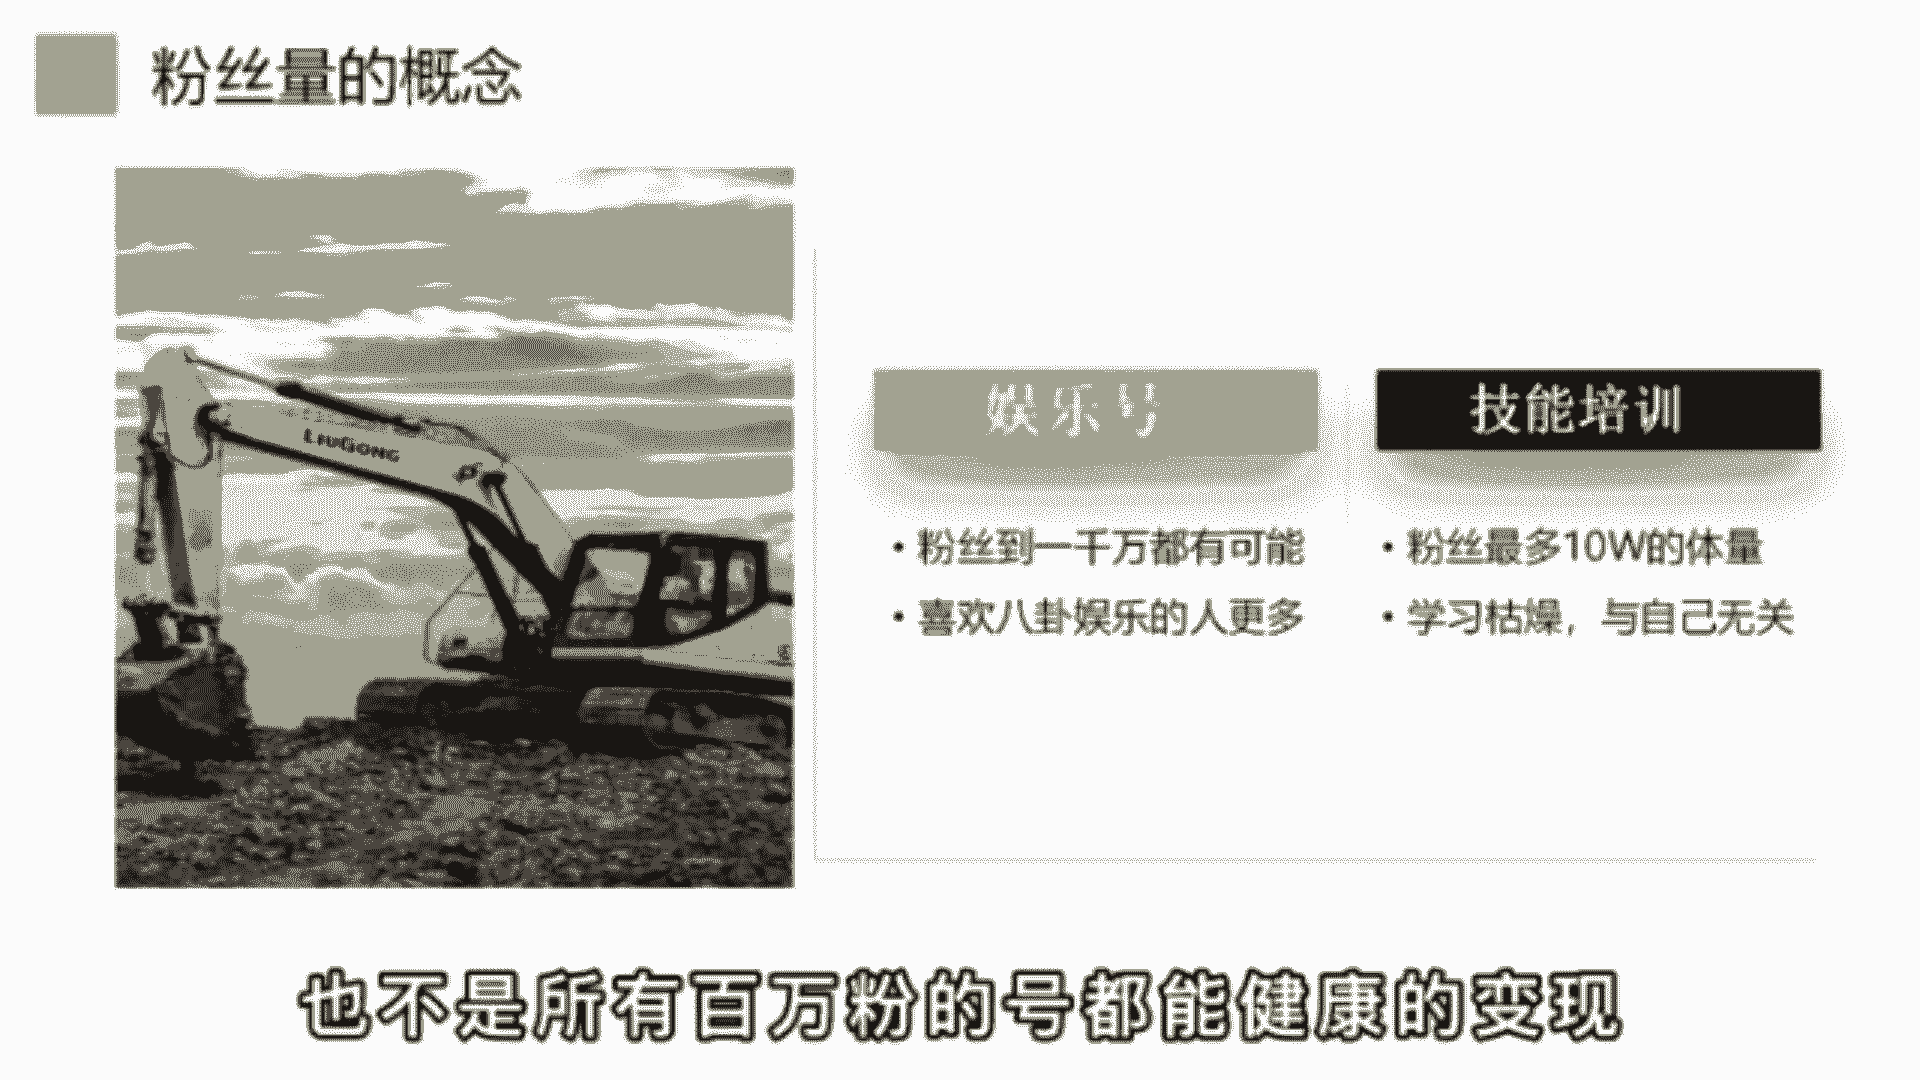 粉丝量的概念
LIUGONG
娱乐号
技能培训
• 粉丝到一千万都有可能
• 喜欢八卦娱乐的人更多
• 粉丝最多10W的体量
• 学习枯燥，与自己无关
也不是所有百万粉的号都能健康的变现